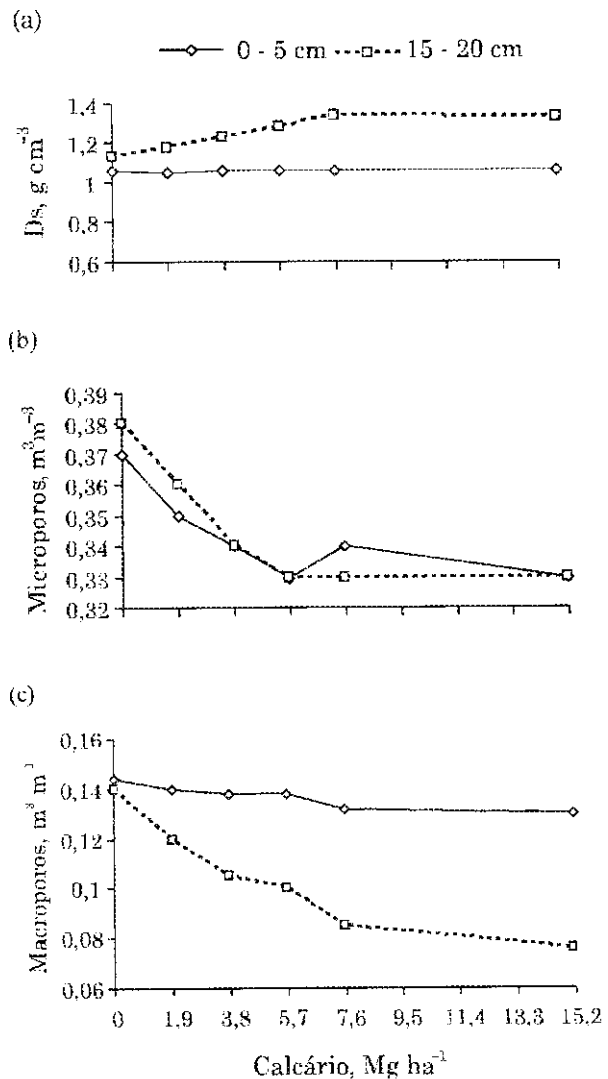 (a)
0 - 5 cm 15 - 20 cm
Ds, g cm⁻³
1,4
1,2
1
0,8
0,6
(b)
Microporos, m³m⁻³
0,39
0,38
0,37
0,36
0,35
0,34
0,33
0,32
(c)
Macroporos, m³ m⁻¹
0,16
0,14
0,12
0,1
0,08
0,06
0 1,9 3,8 5,7 7,6 9,5 11,4 13,3 15,2
Calcário, Mg ha⁻¹